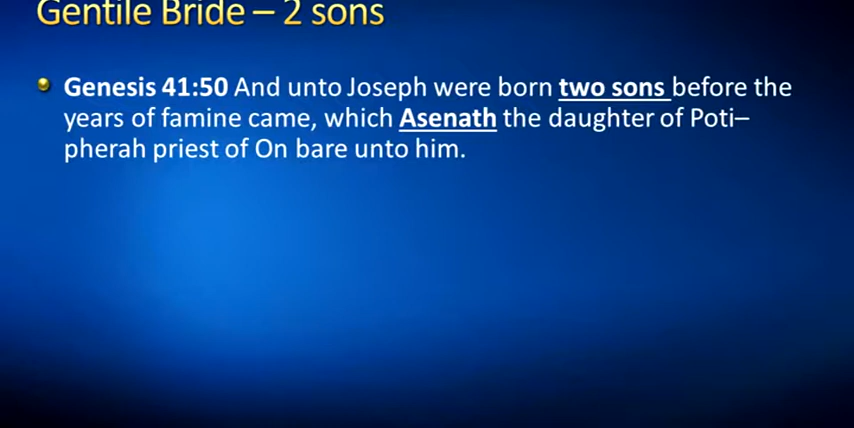 Gentile Bride – 2 sons
Genesis 41:50 And unto Joseph were born two sons before the
years of famine came, which Asenath the daughter of Poti–
pherah priest of On bare unto him.